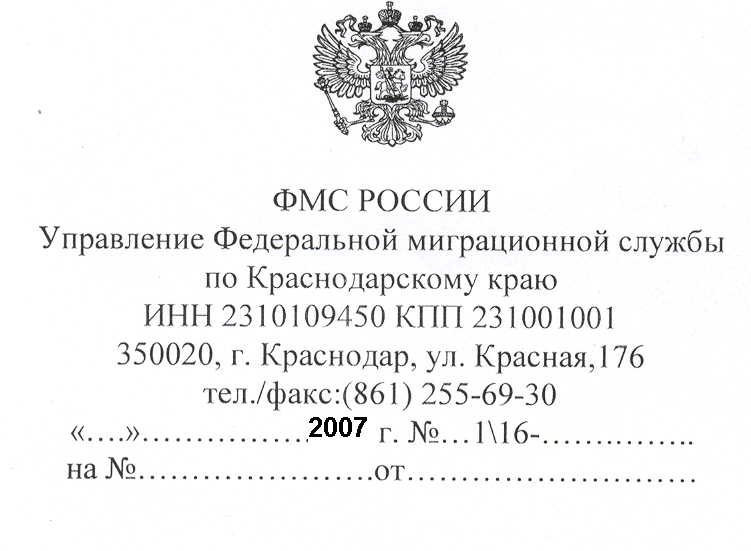 ФМС РОССИИ
Управление Федеральной миграционной службы
по Краснодарскому краю
ИНН 2310109450 КПП 231001001
350020, г. Краснодар, ул. Красная,176
тел./факс:(861) 255-69-30
«….»……………….2007 г. №…1\16-……………..
на №………………….от………………………